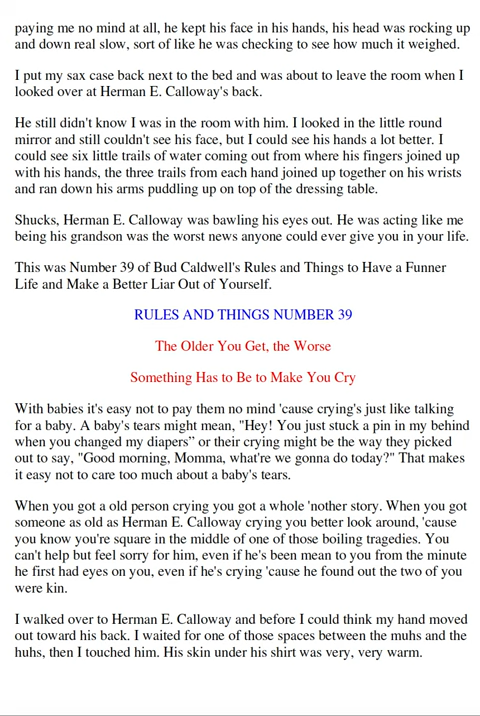 paying me no mind at all, he kept his face in his hands, his head was rocking up
and down real slow, sort of like he was checking to see how much it weighed.
I put my sax case back next to the bed and was about to leave the room when I
looked over at Herman E. Calloway's back.
He still didn't know I was in the room with him. I looked in the little round
mirror and still couldn't see his face, but I could see his hands a lot better. I
could see six little trails of water coming out from where his fingers joined up
with his hands, the three trails from each hand joined up together on his wrists
and ran down his arms puddling up on top of the dressing table.
Shucks, Herman E. Calloway was bawling his eyes out. He was acting like me
being his grandson was the worst news anyone could ever give you in your life.
This was Number 39 of Bud Caldwell's Rules and Things to Have a Funner
Life and Make a Better Liar Out of Yourself.
RULES AND THINGS NUMBER 39
The Older You Get, the Worse
Something Has to Be to Make You Cry
With babies it's easy not to pay them no mind 'cause crying's just like talking
for a baby. A baby's tears might mean, "Hey! You just stuck a pin in my behind
when you changed my diapers” or their crying might be the way they picked
out to say, "Good morning, Momma, what're we gonna do today?" That makes
it easy not to care too much about a baby's tears.
When you got a old person crying you got a whole 'nother story. When you got
someone as old as Herman E. Calloway crying you better look around, 'cause
you know you're square in the middle of one of those boiling tragedies. You
can't help but feel sorry for him, even if he's been mean to you from the minute
he first had eyes on you, even if he's crying 'cause he found out the two of you
were kin.
I walked over to Herman E. Calloway and before I could think my hand moved
out toward his back. I waited for one of those spaces between the muhs and the
huhs, then I touched him. His skin under his shirt was very, very warm.